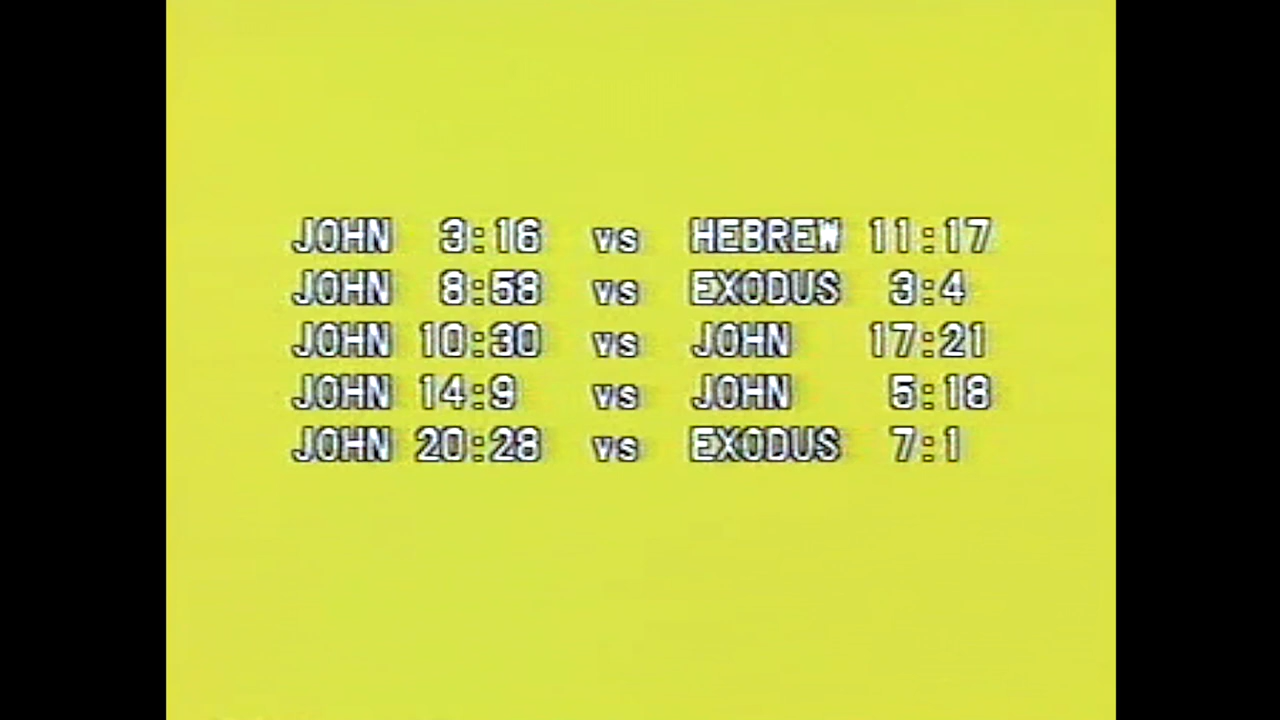 JOHN 3:16 vs HEBREW 11:17
JOHN 8:58 vs EXODUS 3:4
JOHN 10:30 vs JOHN 17:21
JOHN 14:9 vs JOHN 5:18
JOHN 20:28 vs EXODUS 7:1